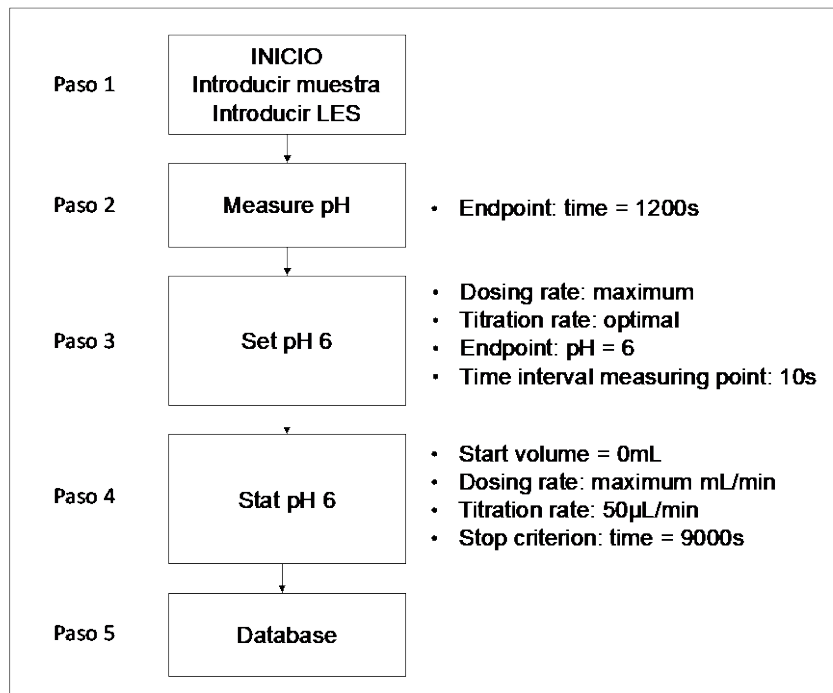 Paso 1
INICIO
Introducir muestra
Introducir LES
Paso 2
Measure pH
• Endpoint: time = 1200s
Paso 3
Set pH 6
• Dosing rate: maximum
• Titration rate: optimal
• Endpoint: pH = 6
• Time interval measuring point: 10s
Paso 4
Stat pH 6
• Start volume = 0mL
• Dosing rate: maximum mL/min
• Titration rate: 50µL/min
• Stop criterion: time = 9000s
Paso 5
Database